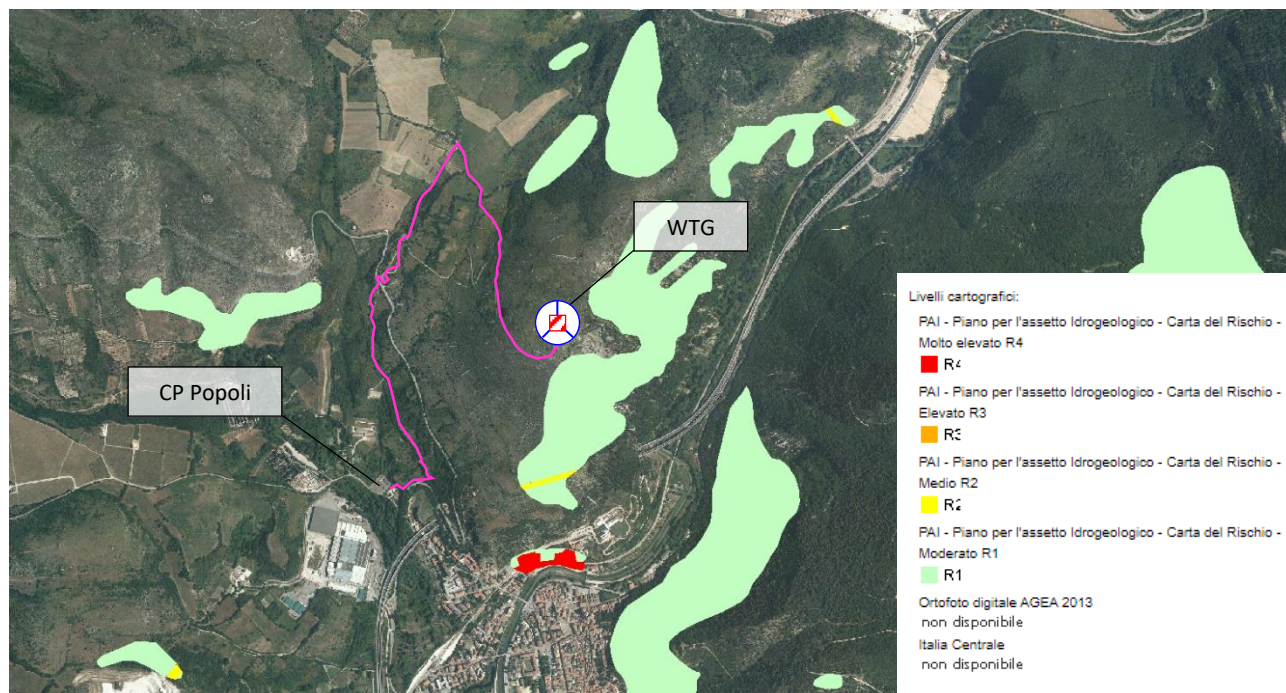 WTG
CP Popoli
Livelli cartografici:
PAI - Piano per l'assetto Idrogeologico - Carta del Rischio -
Molto elevato R4
R4
PAI - Piano per l'assetto Idrogeologico - Carta del Rischio -
Elevato R3
R3
PAI - Piano per l'assetto Idrogeologico - Carta del Rischio -
Medio R2
R2
PAI - Piano per l'assetto Idrogeologico - Carta del Rischio -
Moderato R1
R1
Ortofoto digitale AGEA 2013
non disponibile
Italia Centrale
non disponibile